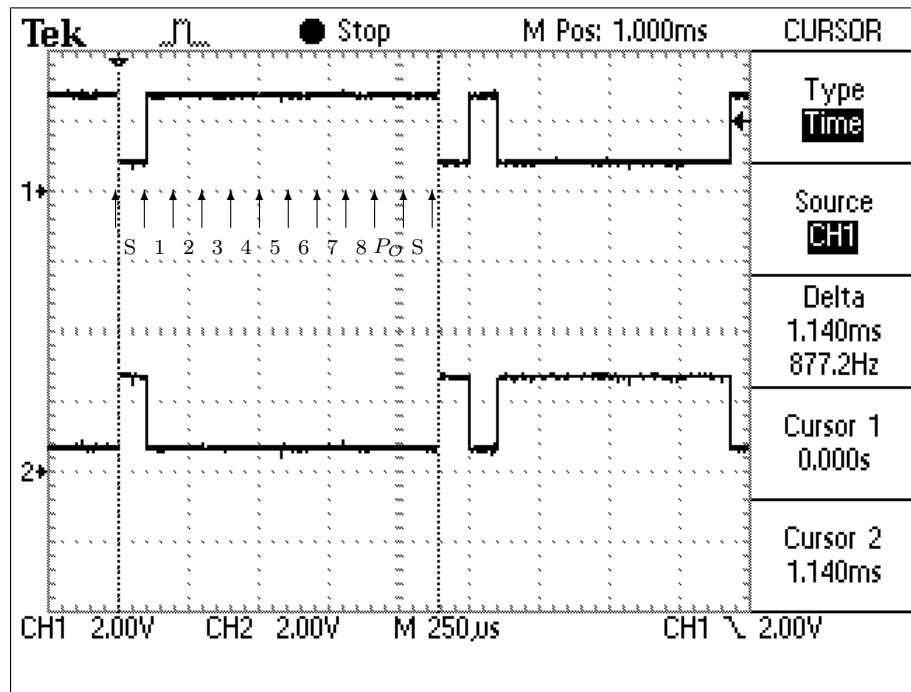 Tek Stop M Pos: 1.000ms CURSOR
Type
Time
1
Source
CH1
S 1 2 3 4 5 6 7 8 PO S
Delta
1.140ms
877.2Hz
Cursor 1
0.000s
2
Cursor 2
1.140ms
CH1 2.00V CH2 2.00V M 250µs CH1 2.00V